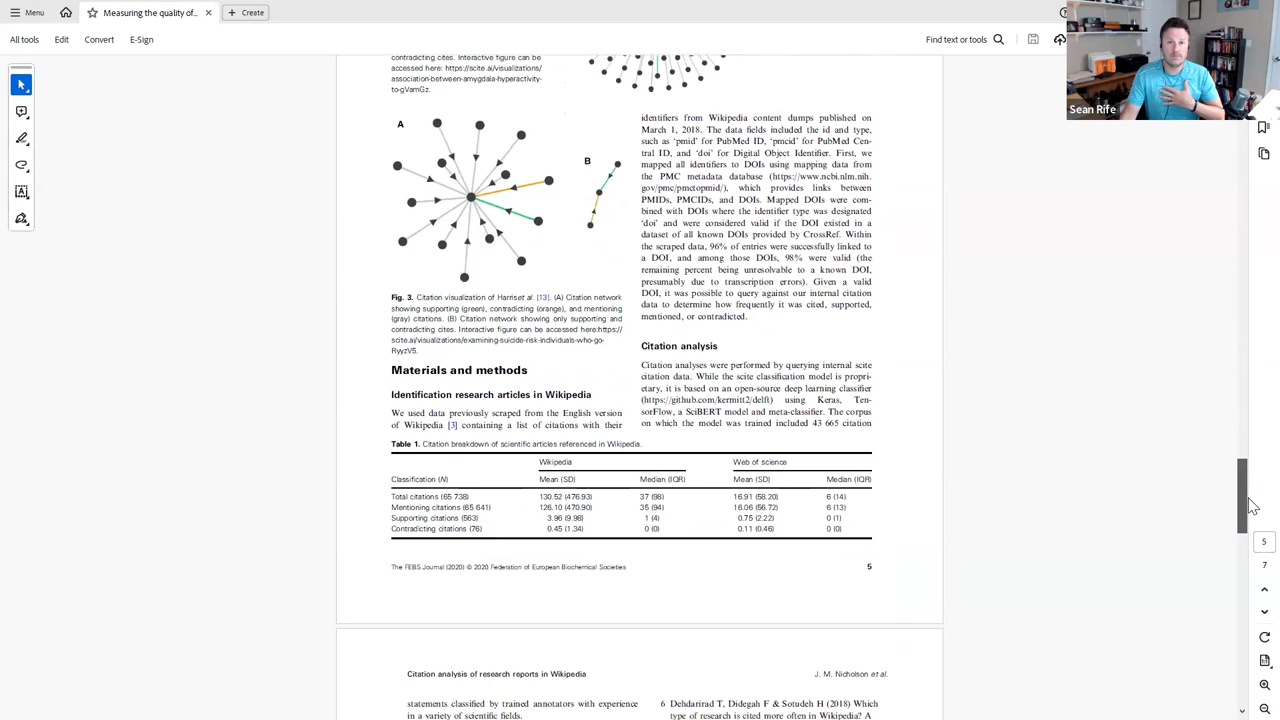 Menu
Measuring the quality of...
Create
All tools
Edit
Convert
E-Sign
Find text or tools
Sean Rife
contradicting cites. Interactive figure can be
accessed here: https://scite.ai/visualizations/
association-between-amygdala-hyperactivity-
to-gVamGz.
A
B
Fig. 3. Citation visualization of Harris et al. [13]. (A) Citation network
showing supporting (green), contradicting (orange), and mentioning
(gray) citations. (B) Citation network showing only supporting and
contradicting cites. Interactive figure can be accessed here:https://
scite.ai/visualizations/examining-suicide-risk-individuals-who-go-
RyyzV5.
Materials and methods
Identification research articles in Wikipedia
We used data previously scraped from the English version
of Wikipedia [3] containing a list of citations with their
identifiers from Wikipedia content dumps published on
March 1, 2018. The data fields included the id and type,
such as ‘pmid’ for PubMed ID, ‘pmcid’ for PubMed Cen-
tral ID, and ‘doi’ for Digital Object Identifier. First, we
mapped all identifiers to DOIs using mapping data from
the PMC metadata database (https://www.ncbi.nlm.nih.
gov/pmc/pmctopmid/), which provides links between
PMIDs, PMCIDs, and DOIs. Mapped DOIs were com-
bined with DOIs where the identifier type was designated
‘doi’ and were considered valid if the DOI existed in a
dataset of all known DOIs provided by CrossRef. Within
the scraped data, 96% of entries were successfully linked to
a DOI, and among those DOIs, 98% were valid (the
remaining percent being unresolvable to a known DOI,
presumably due to transcription errors). Given a valid
DOI, it was possible to query against our internal citation
data to determine how frequently it was cited, supported,
mentioned, or contradicted.
Citation analysis
Citation analyses were performed by querying internal scite
citation data. While the scite classification model is propri-
etary, it is based on an open-source deep learning classifier
(https://github.com/kermitt2/delft) using Keras, Ten-
sorFlow, a SciBERT model and meta-classifier. The corpus
on which the model was trained included 43 665 citation
Table 1. Citation breakdown of scientific articles referenced in Wikipedia.
Wikipedia Web of science
Classification (N) Mean (SD) Median (IQR) Mean (SD) Median (IQR)
Total citations (65 738) 130.52 (476.93) 37 (98) 16.91 (58.20) 6 (14)
Mentioning citations (65 641) 126.10 (470.90) 35 (94) 16.06 (56.72) 6 (13)
Supporting citations (563) 3.96 (9.98) 1 (4) 0.75 (2.22) 0 (1)
Contradicting citations (76) 0.45 (1.34) 0 (0) 0.11 (0.46) 0 (0)
The FEBS Journal (2020) © 2020 Federation of European Biochemical Societies 5
5
7
Citation analysis of research reports in Wikipedia J. M. Nicholson et al.
statements classified by trained annotators with experience
in a variety of scientific fields.
6 Dehdarirad T, Didegah F & Sotudeh H (2018) Which
type of research is cited more often in Wikipedia? A